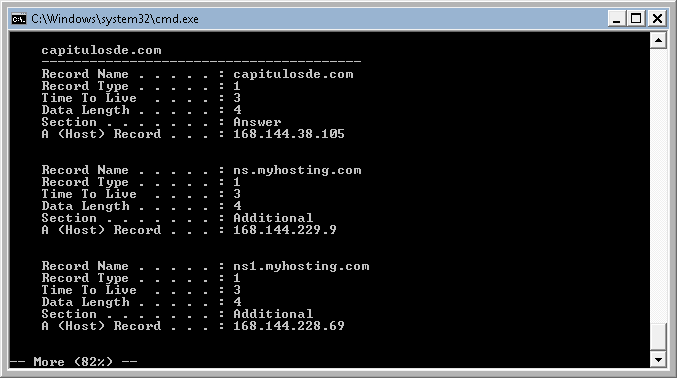 C:\Windows\system32\cmd.exe
capitulosde.com
----------------------------------------
Record Name . . . . . : capitulosde.com
Record Type . . . . . : 1
Time To Live  . . . . : 3
Data Length . . . . . : 4
Section . . . . . . . : Answer
A (Host) Record . . . : 168.144.38.105
Record Name . . . . . : ns.myhosting.com
Record Type . . . . . : 1
Time To Live  . . . . : 3
Data Length . . . . . : 4
Section . . . . . . . : Additional
A (Host) Record . . . : 168.144.229.9
Record Name . . . . . : ns1.myhosting.com
Record Type . . . . . : 1
Time To Live  . . . . : 3
Data Length . . . . . : 4
Section . . . . . . . : Additional
A (Host) Record . . . : 168.144.228.69
-- More (82%) --